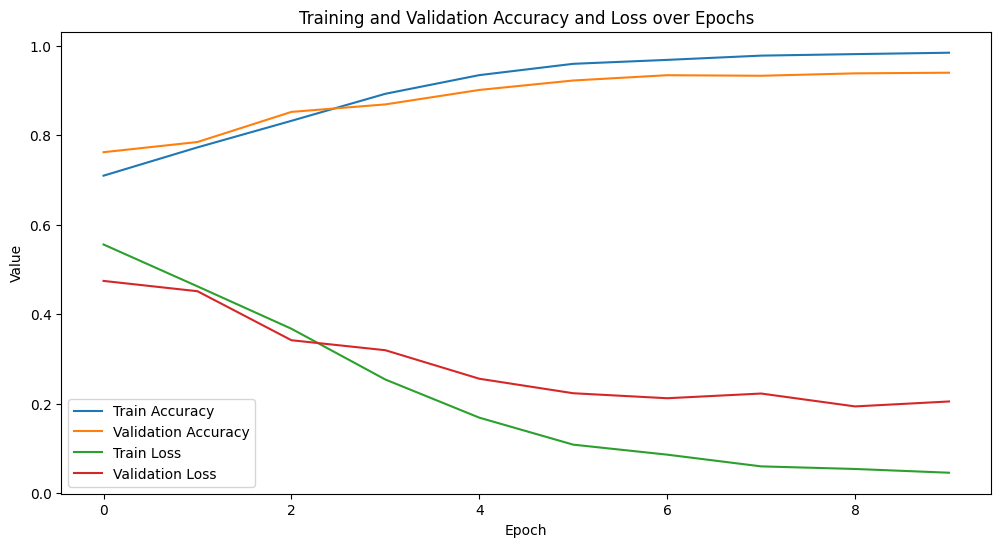 Training and Validation Accuracy and Loss over Epochs
1.0
0.8
0.6
0.4
0.2
0.0
Value
Train Accuracy
Validation Accuracy
Train Loss
Validation Loss
0 2 4 6 8
Epoch